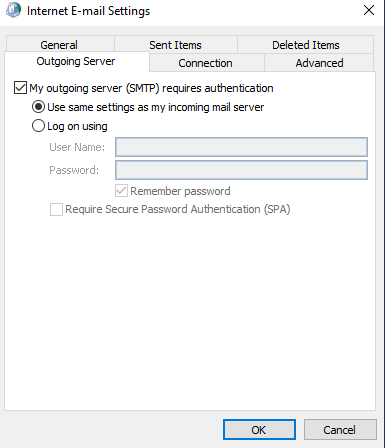 Internet E-mail Settings
General Sent Items Deleted Items
Outgoing Server Connection Advanced
My outgoing server (SMTP) requires authentication
Use same settings as my incoming mail server
Log on using
User Name:
Password:
Remember password
Require Secure Password Authentication (SPA)
OK Cancel